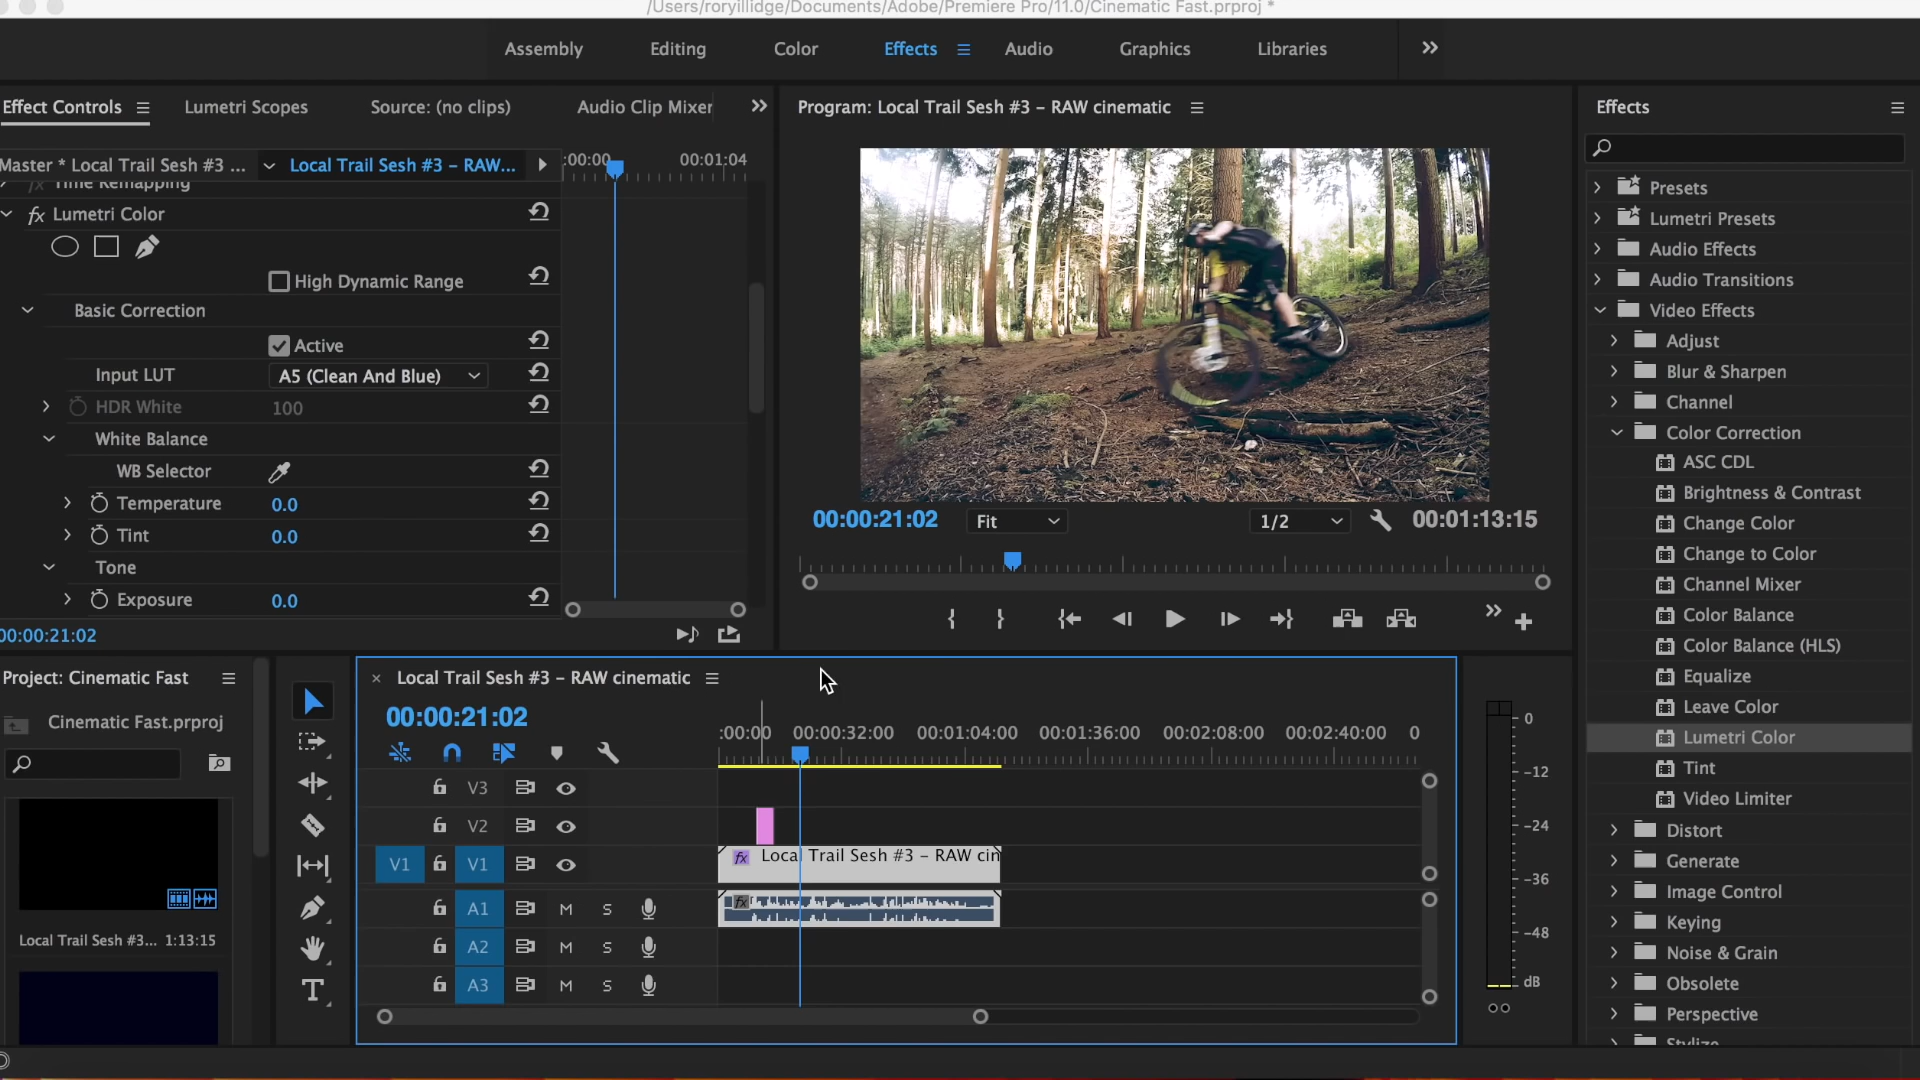 /Users/roryillidge/Documents/Adobe/Premiere Pro/11.0/Cinematic Fast.prproj *
Assembly Editing Color Effects Audio Graphics Libraries
Effect Controls Lumetri Scopes Source: (no clips) Audio Clip Mixer
Master * Local Trail Sesh #3 ... Local Trail Sesh #3 – RAW...
:00:00 00:01:04
fx Time Remapping
fx Lumetri Color
High Dynamic Range
Basic Correction
Active
Input LUT A5 (Clean And Blue)
HDR White 100
White Balance
WB Selector
Temperature 0.0
Tint 0.0
Tone
Exposure 0.0
00:00:21:02
Program: Local Trail Sesh #3 – RAW cinematic
00:00:21:02 Fit 1/2 00:01:13:15
Project: Cinematic Fast
Cinematic Fast.prproj
Local Trail Sesh #3... 1:13:15
T
Local Trail Sesh #3 – RAW cinematic
00:00:21:02
:00:00 00:00:32:00 00:01:04:00 00:01:36:00 00:02:08:00 00:02:40:00 0
V3
V2
V1 V1 fx Local Trail Sesh #3 – RAW cin
A1 M S fx
A2 M S
A3 M S
0
-12
-24
-36
-48
dB
Effects
Presets
Lumetri Presets
Audio Effects
Audio Transitions
Video Effects
Adjust
Blur & Sharpen
Channel
Color Correction
ASC CDL
Brightness & Contrast
Change Color
Change to Color
Channel Mixer
Color Balance
Color Balance (HLS)
Equalize
Leave Color
Lumetri Color
Tint
Video Limiter
Distort
Generate
Image Control
Keying
Noise & Grain
Obsolete
Perspective
Stylize